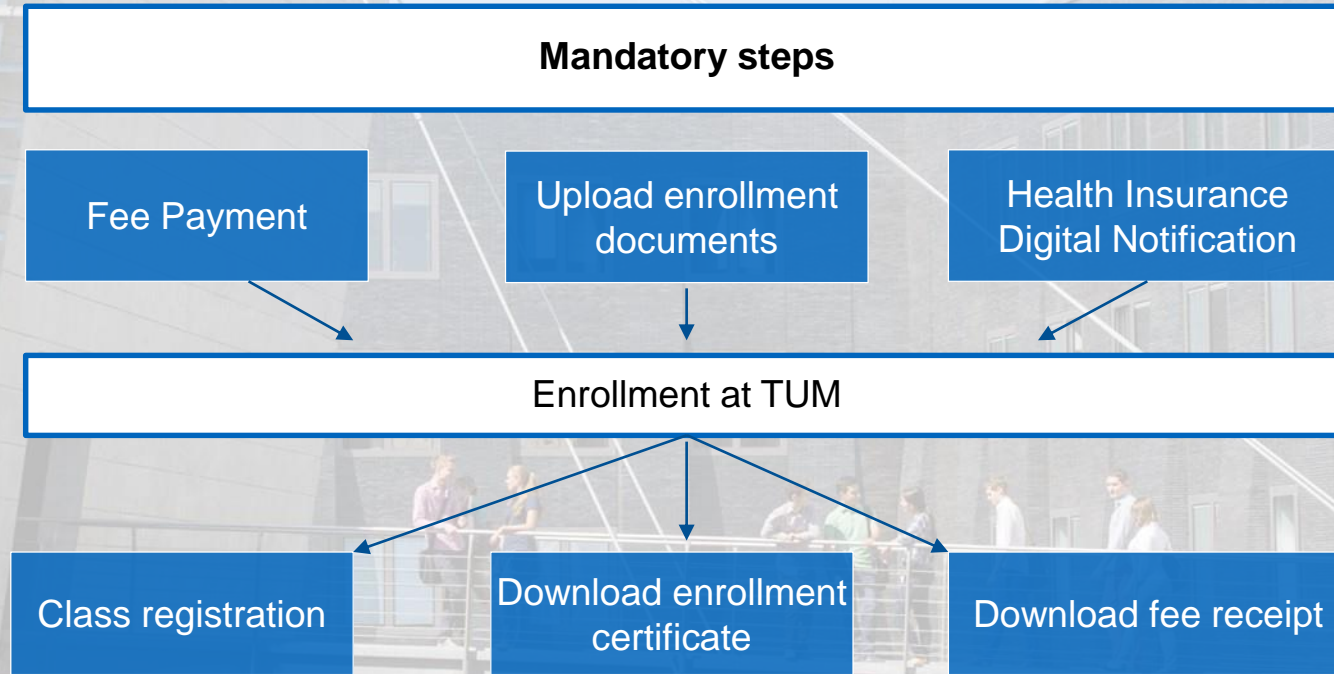 Mandatory steps
Fee Payment
Upload enrollment
documents
Health Insurance
Digital Notification
Enrollment at TUM
Class registration
Download enrollment
certificate
Download fee receipt